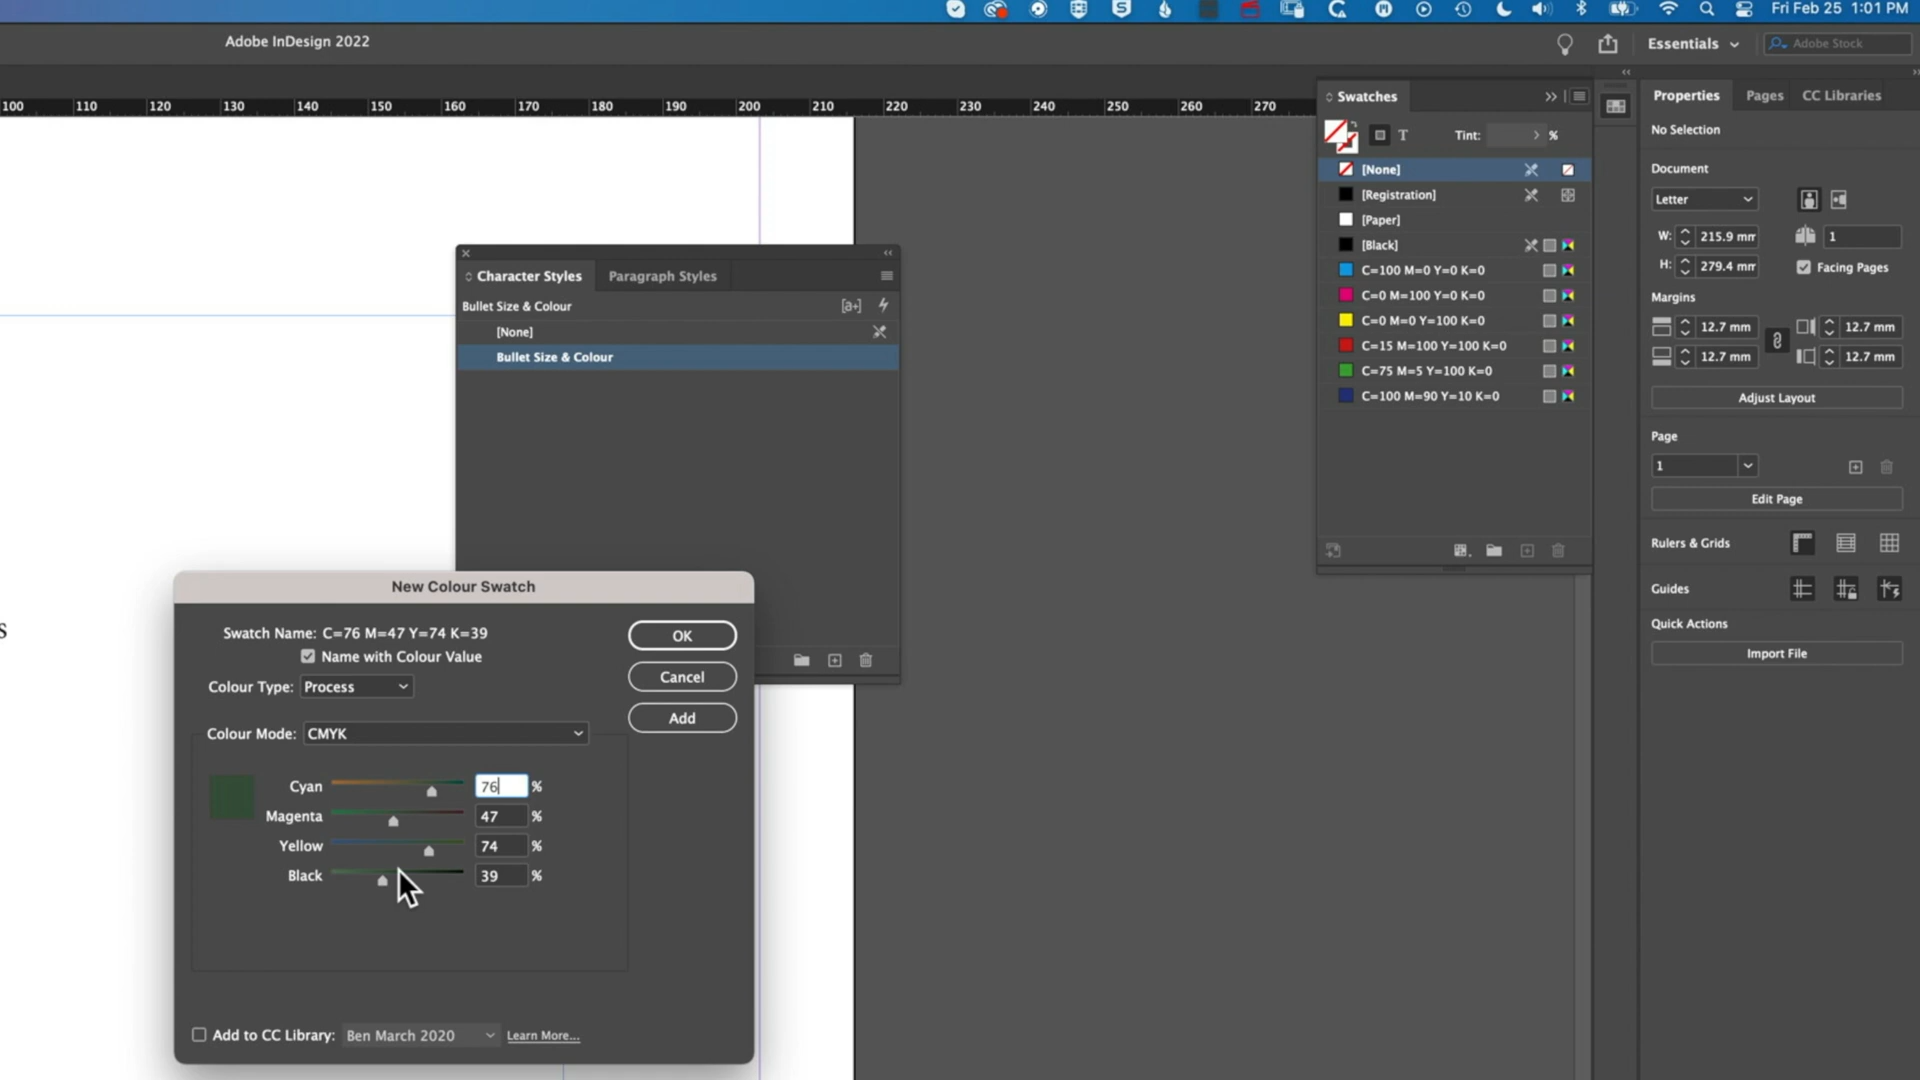 Fri Feb 25 1:01 PM
Adobe InDesign 2022
Essentials
Adobe Stock
100 110 120 130 140 150 160 170 180 190 200 210 220 230 240 250 260 270
Swatches
T Tint: %
[None]
[Registration]
[Paper]
[Black]
C=100 M=0 Y=0 K=0
C=0 M=100 Y=0 K=0
C=0 M=0 Y=100 K=0
C=15 M=100 Y=100 K=0
C=75 M=5 Y=100 K=0
C=100 M=90 Y=10 K=0
Properties Pages CC Libraries
No Selection
Document
Letter
W: 215.9 mm 1
H: 279.4 mm Facing Pages
Margins
12.7 mm 12.7 mm
12.7 mm 12.7 mm
Adjust Layout
Page
1
Edit Page
Rulers & Grids
Guides
Quick Actions
Import File
Character Styles Paragraph Styles
Bullet Size & Colour [a+]
[None]
Bullet Size & Colour
s
New Colour Swatch
Swatch Name: C=76 M=47 Y=74 K=39
Name with Colour Value
Colour Type: Process
Colour Mode: CMYK
Cyan 76 %
Magenta 47 %
Yellow 74 %
Black 39 %
OK
Cancel
Add
Add to CC Library: Ben March 2020 Learn More...